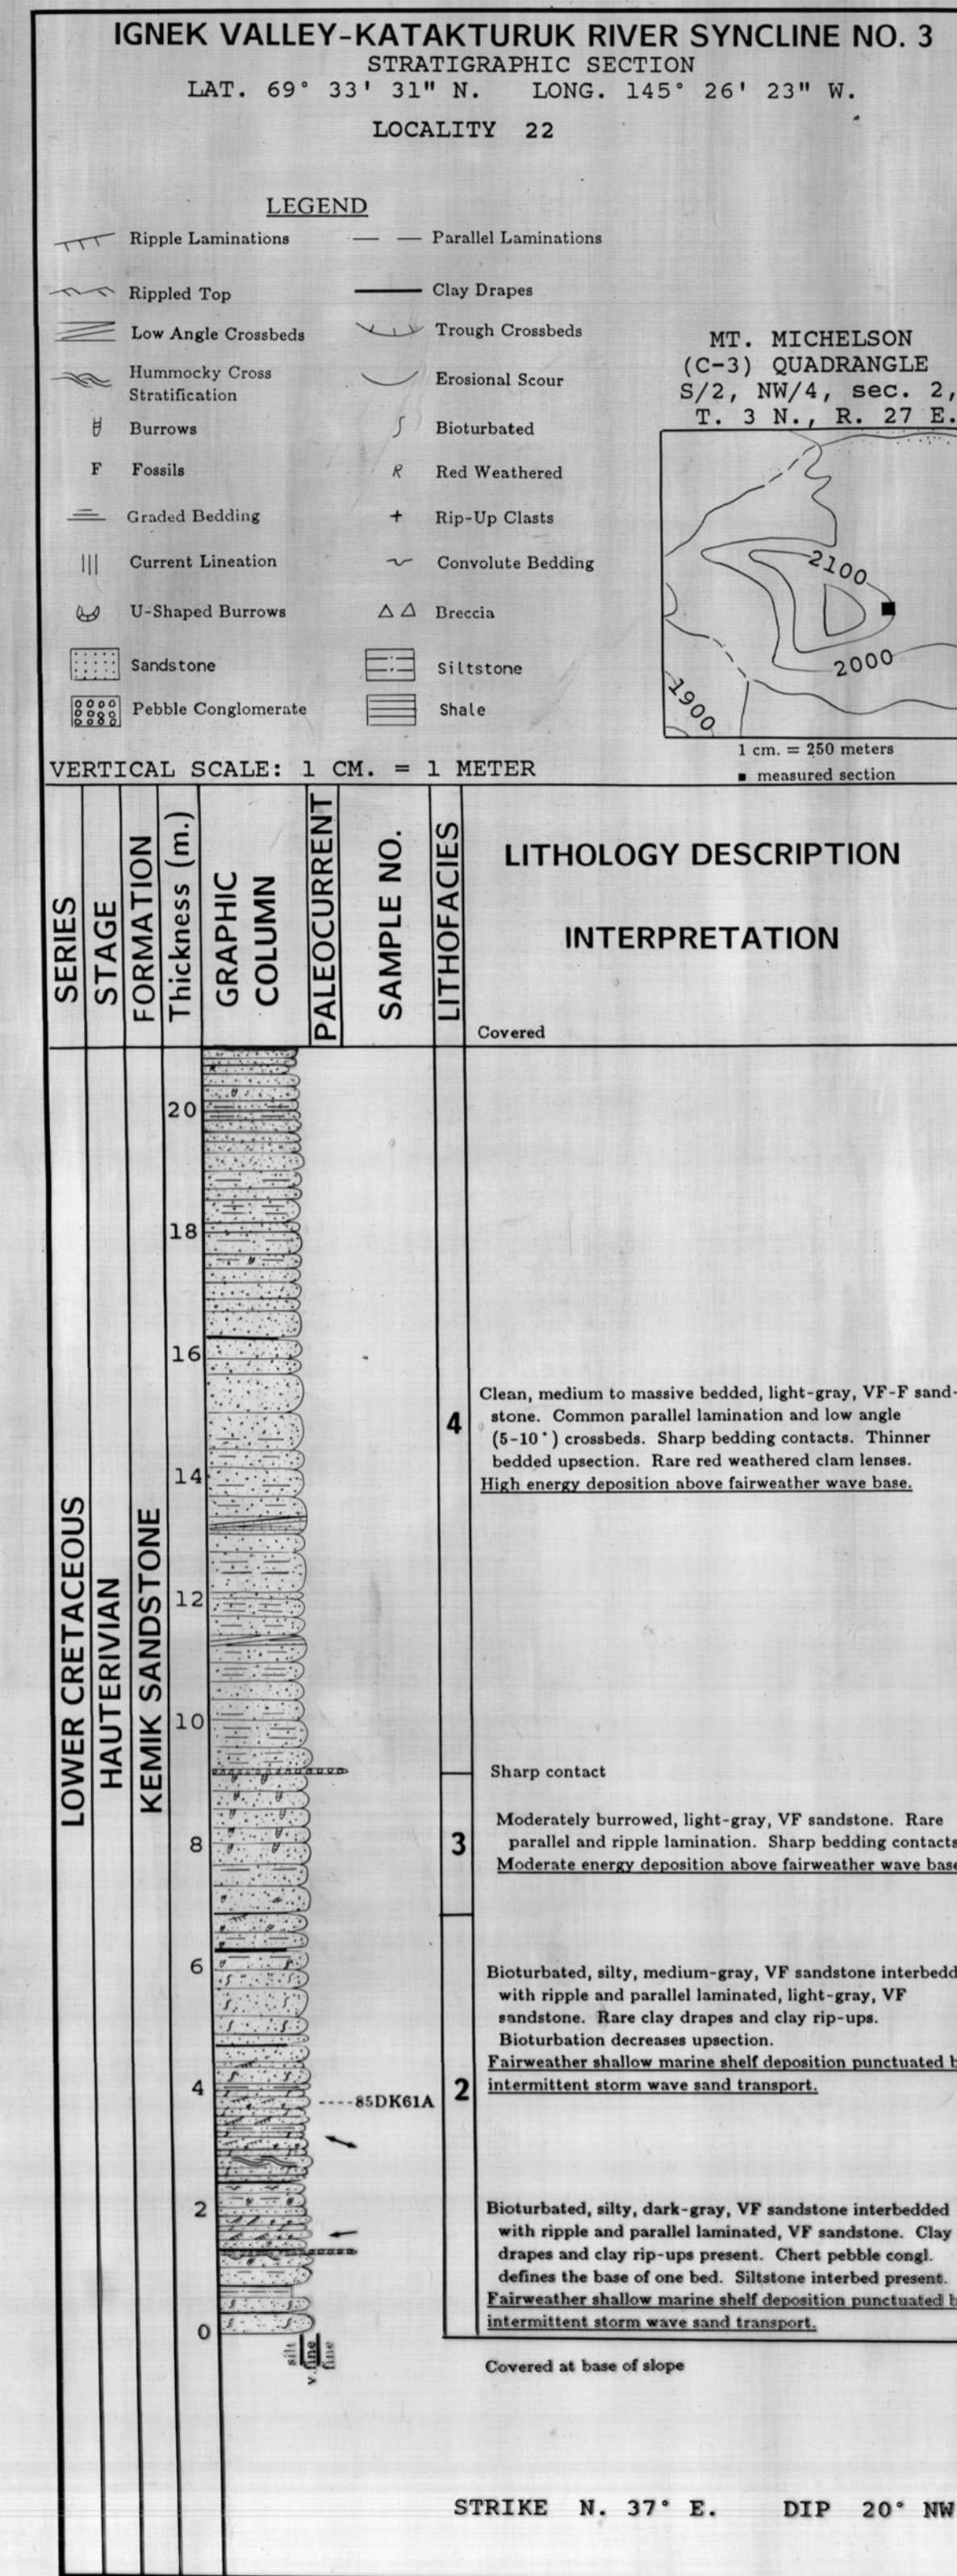 IGNEK VALLEY-KATAKTURUK RIVER SYNCLINE NO. 3
STRATIGRAPHIC SECTION
LAT. 69° 33' 31" N. LONG. 145° 26' 23" W.
LOCALITY 22
LEGEND
Ripple Laminations
Parallel Laminations
Rippled Top
Clay Drapes
Low Angle Crossbeds
Trough Crossbeds
Hummocky Cross
Stratification
Erosional Scour
Burrows
Bioturbated
F Fossils
R Red Weathered
Graded Bedding
Rip-Up Clasts
Current Lineation
Convolute Bedding
U-Shaped Burrows
Breccia
Sandstone
Siltstone
Pebble Conglomerate
Shale
MT. MICHELSON
(C-3) QUADRANGLE
S/2, NW/4, sec. 2,
T. 3 N., R. 27 E.
2100
2000
1900
1 cm. = 250 meters
■ measured section
VERTICAL SCALE: 1 CM. = 1 METER
SERIES
STAGE
FORMATION
Thickness (m.)
GRAPHIC
COLUMN
PALEOCURRENT
SAMPLE NO.
LITHOFACIES
LITHOLOGY DESCRIPTION
INTERPRETATION
Covered
LOWER CRETACEOUS
HAUTERIVIAN
KEMIK SANDSTONE
20
18
16
14
12
10
8
6
4
2
0
4
Clean, medium to massive bedded, light-gray, VF-F sand-
stone. Common parallel lamination and low angle
(5-10°) crossbeds. Sharp bedding contacts. Thinner
bedded upsection. Rare red weathered clam lenses.
High energy deposition above fairweather wave base.
Sharp contact
3
Moderately burrowed, light-gray, VF sandstone. Rare
parallel and ripple lamination. Sharp bedding contacts
Moderate energy deposition above fairweather wave base
Bioturbated, silty, medium-gray, VF sandstone interbedd
with ripple and parallel laminated, light-gray, VF
sandstone. Rare clay drapes and clay rip-ups.
Bioturbation decreases upsection.
Fairweather shallow marine shelf deposition punctuated b
intermittent storm wave sand transport.
2
----85DK61A
Bioturbated, silty, dark-gray, VF sandstone interbedded
with ripple and parallel laminated, VF sandstone. Clay
drapes and clay rip-ups present. Chert pebble congl.
defines the base of one bed. Siltstone interbed present.
Fairweather shallow marine shelf deposition punctuated b
intermittent storm wave sand transport.
silt
v.fine
fine
Covered at base of slope
STRIKE N. 37° E. DIP 20° NW